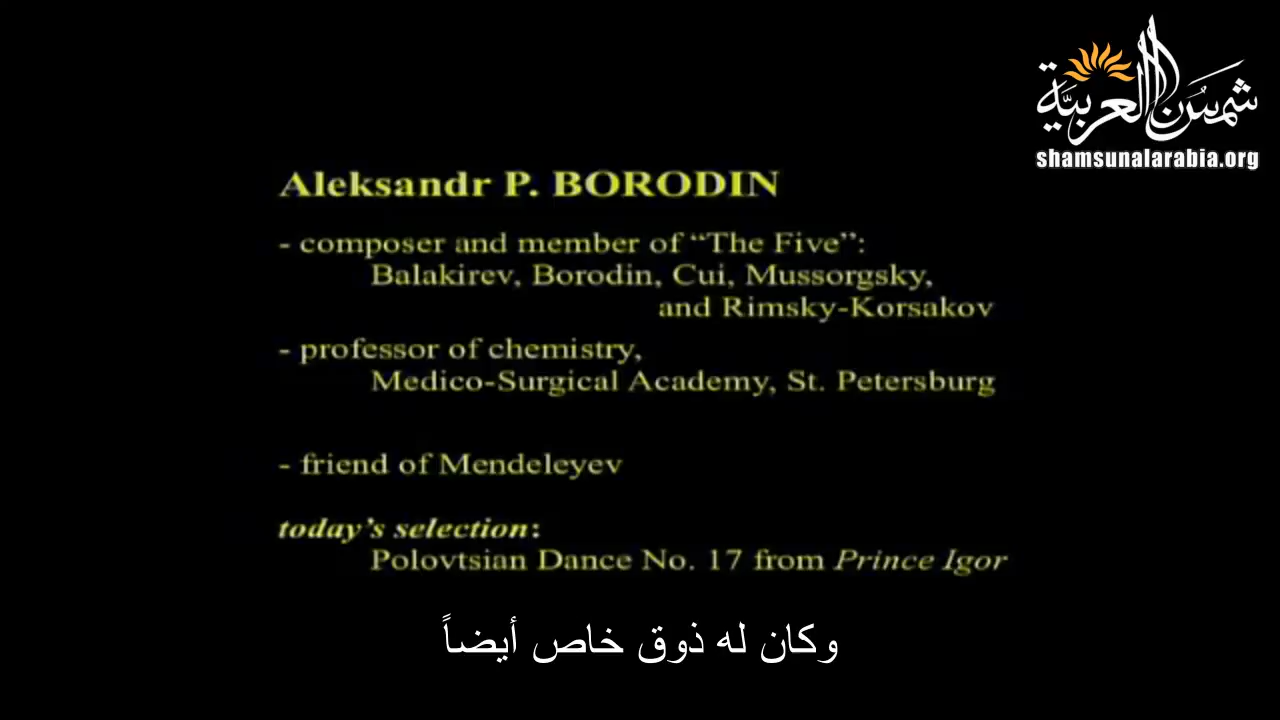 شمسُن العربيّة
shamsunalarabia.org
Aleksandr P. BORODIN
- composer and member of “The Five”:
Balakirev, Borodin, Cui, Mussorgsky,
and Rimsky-Korsakov
- professor of chemistry,
Medico-Surgical Academy, St. Petersburg
- friend of Mendeleyev
today’s selection:
Polovtsian Dance No. 17 from Prince Igor
وكان له ذوق خاص أيضاً